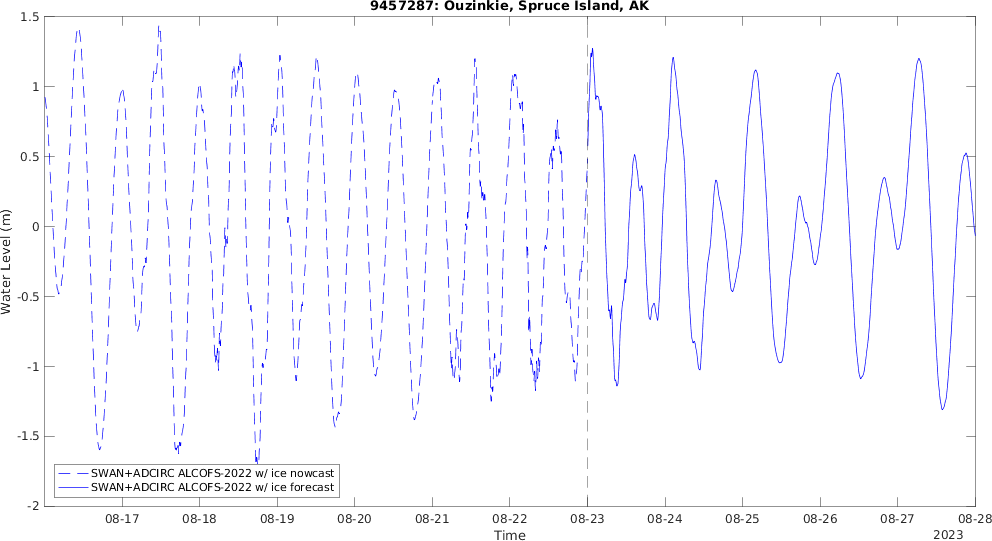 9457287: Ouzinkie, Spruce Island, AK
1.5
1
0.5
0
-0.5
-1
-1.5
-2
Water Level (m)
SWAN+ADCIRC ALCOFS-2022 w/ ice nowcast
SWAN+ADCIRC ALCOFS-2022 w/ ice forecast
08-17 08-18 08-19 08-20 08-21 08-22 08-23 08-24 08-25 08-26 08-27 08-28
Time
2023